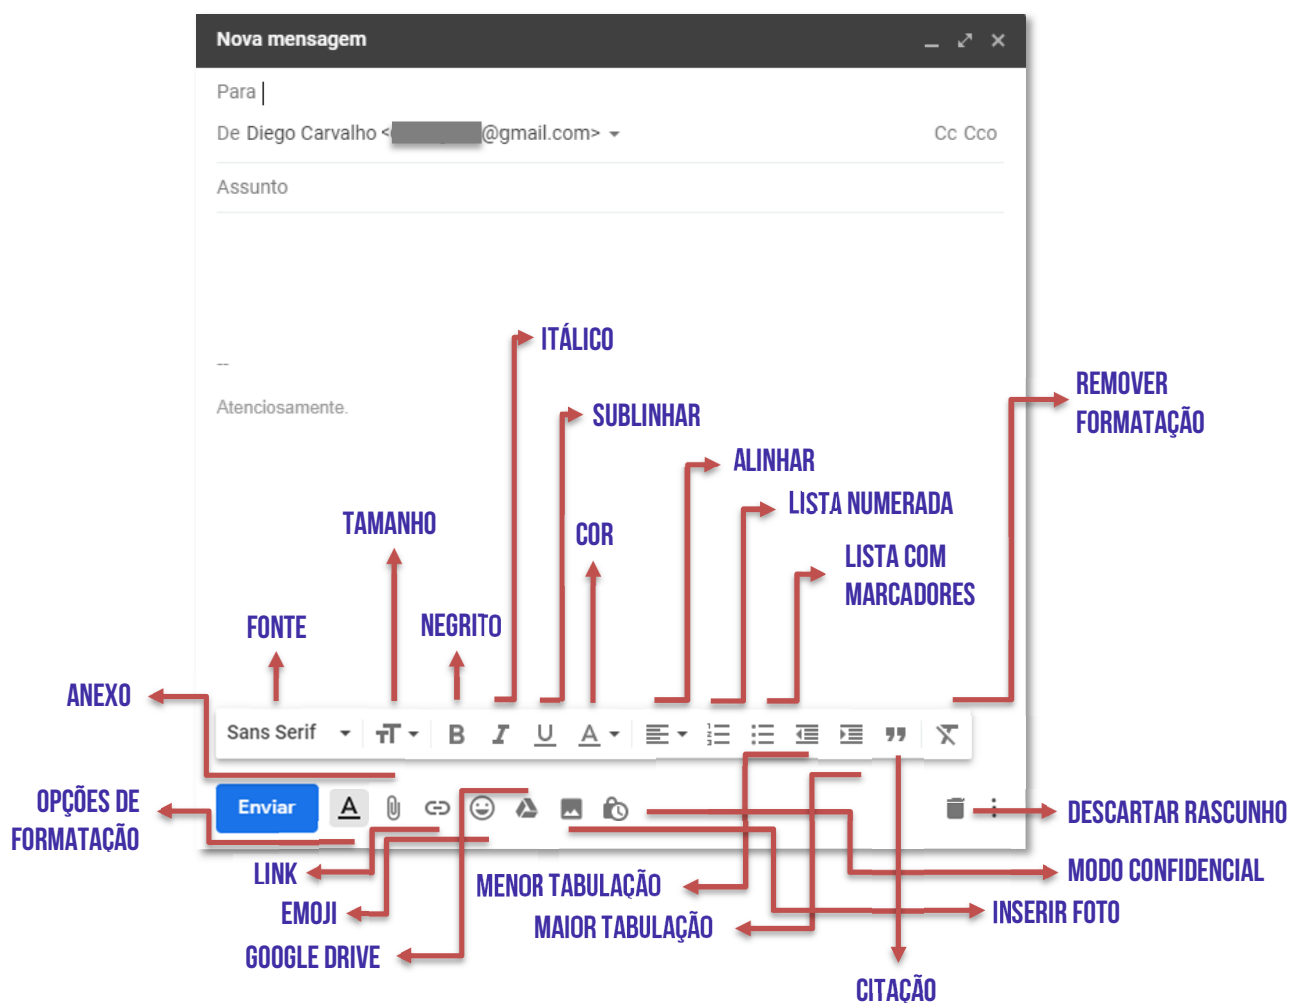 Nova mensagem
Para
De Diego Carvalho < @gmail.com>
Cc Cco
Assunto
ITÁLICO
--
REMOVER
FORMATAÇÃO
Atenciosamente.
SUBLINHAR
ALINHAR
LISTA NUMERADA
TAMANHO
COR
LISTA COM
MARCADORES
FONTE
NEGRITO
ANEXO
Sans Serif
OPÇÕES DE
FORMATAÇÃO
Enviar
DESCARTAR RASCUNHO
LINK
MENOR TABULAÇÃO
MODO CONFIDENCIAL
EMOJI
MAIOR TABULAÇÃO
INSERIR FOTO
GOOGLE DRIVE
CITAÇÃO